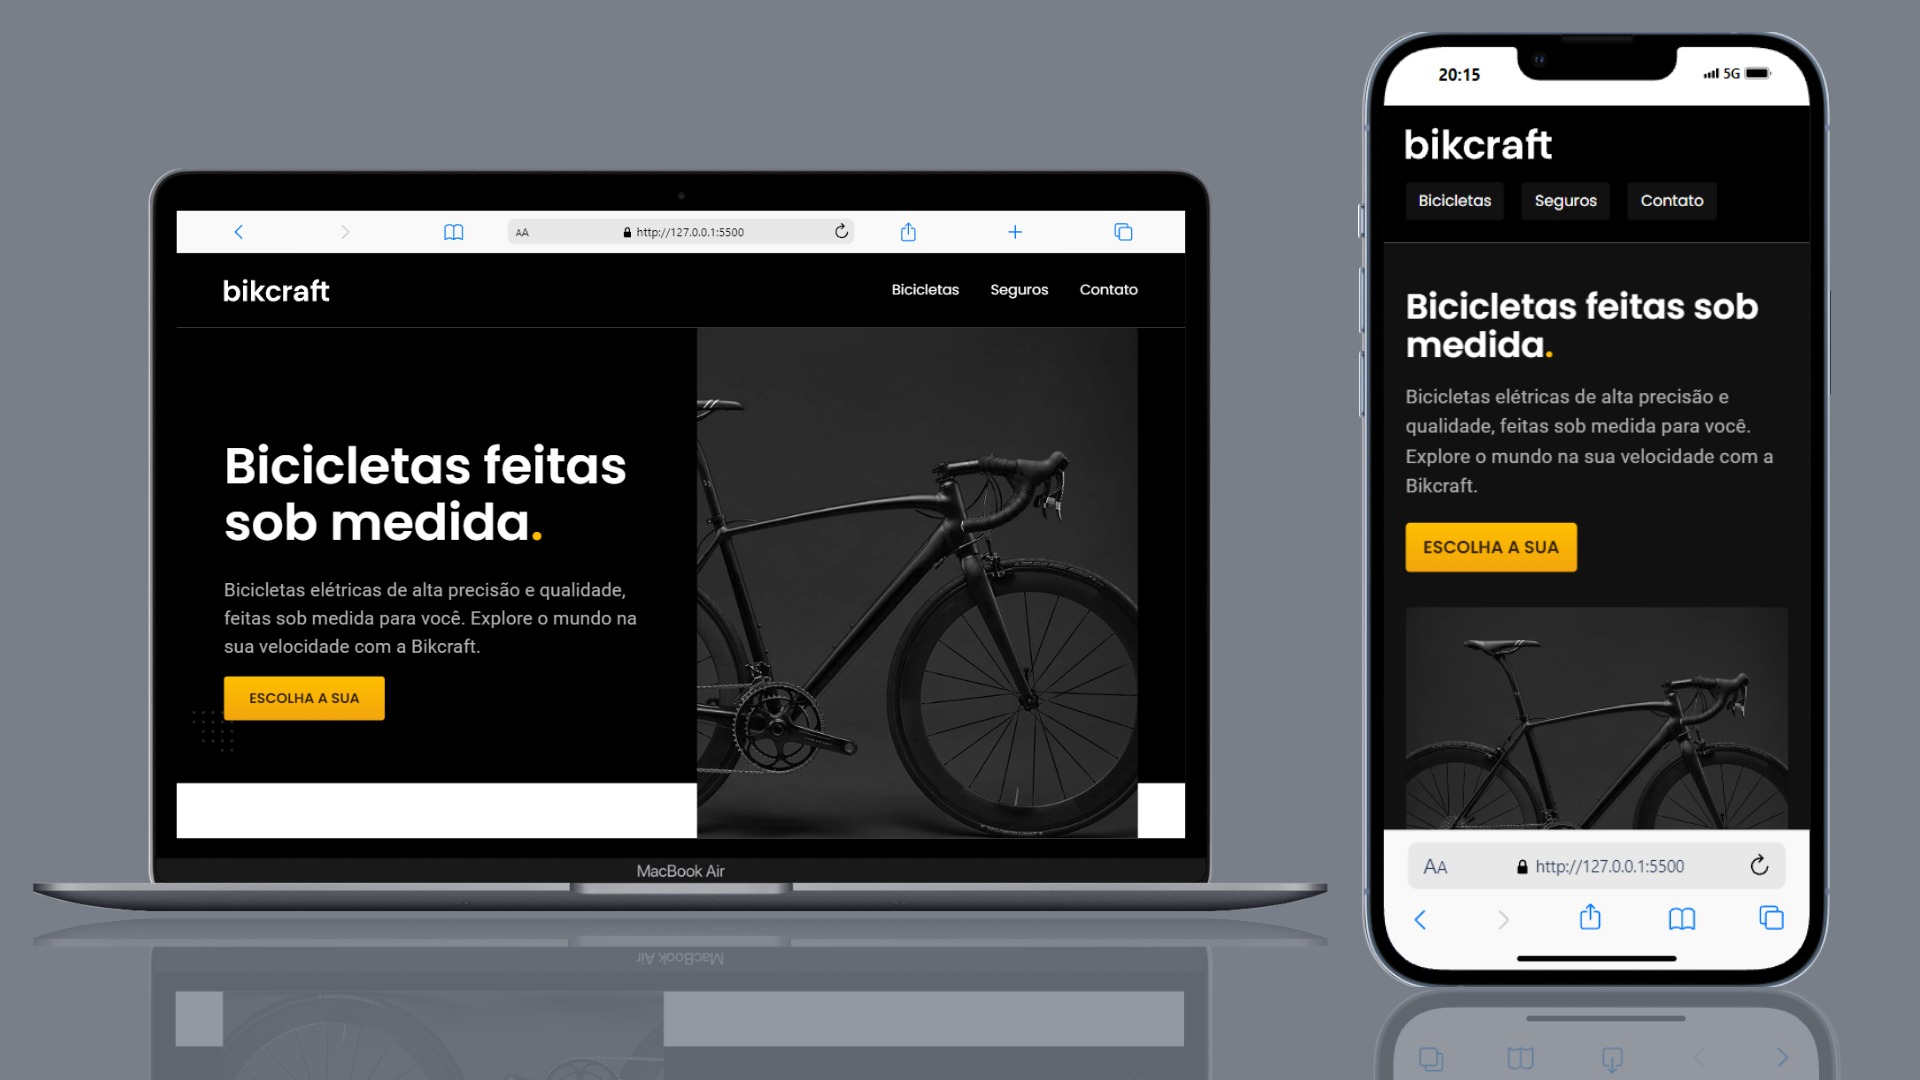 AA http://127.0.0.1:5500
bikcraft
Bicicletas Seguros Contato
Bicicletas feitas
sob medida.
Bicicletas elétricas de alta precisão e qualidade,
feitas sob medida para você. Explore o mundo na
sua velocidade com a Bikcraft.
ESCOLHA A SUA
MacBook Air
MacBook Air
20:15
5G
bikcraft
Bicicletas Seguros Contato
Bicicletas feitas sob
medida.
Bicicletas elétricas de alta precisão e
qualidade, feitas sob medida para você.
Explore o mundo na sua velocidade com a
Bikcraft.
ESCOLHA A SUA
AA http://127.0.0.1:5500